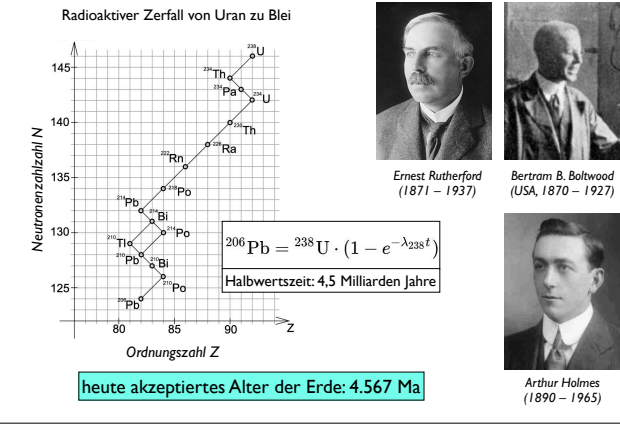 Radioaktiver Zerfall von Uran zu Blei
Neutronenzahlzahl N
145
140
135
130
125
²³⁸U
²³⁴Th
²³⁴Pa
²³⁴U
²³⁰Th
²²⁶Ra
²²²Rn
²¹⁸Po
²¹⁴Pb
²¹⁴Bi
²¹⁴Po
²¹⁰Tl
²¹⁰Pb
²¹⁰Bi
²¹⁰Po
²⁰⁶Pb
80 85 90 Z
Ordnungszahl Z
²⁰⁶Pb = ²³⁸U · (1 − e^{−λ₂₃₈t})
Halbwertszeit: 4,5 Milliarden Jahre
heute akzeptiertes Alter der Erde: 4.567 Ma
Ernest Rutherford
(1871 – 1937)
Bertram B. Boltwood
(USA, 1870 – 1927)
Arthur Holmes
(1890 – 1965)